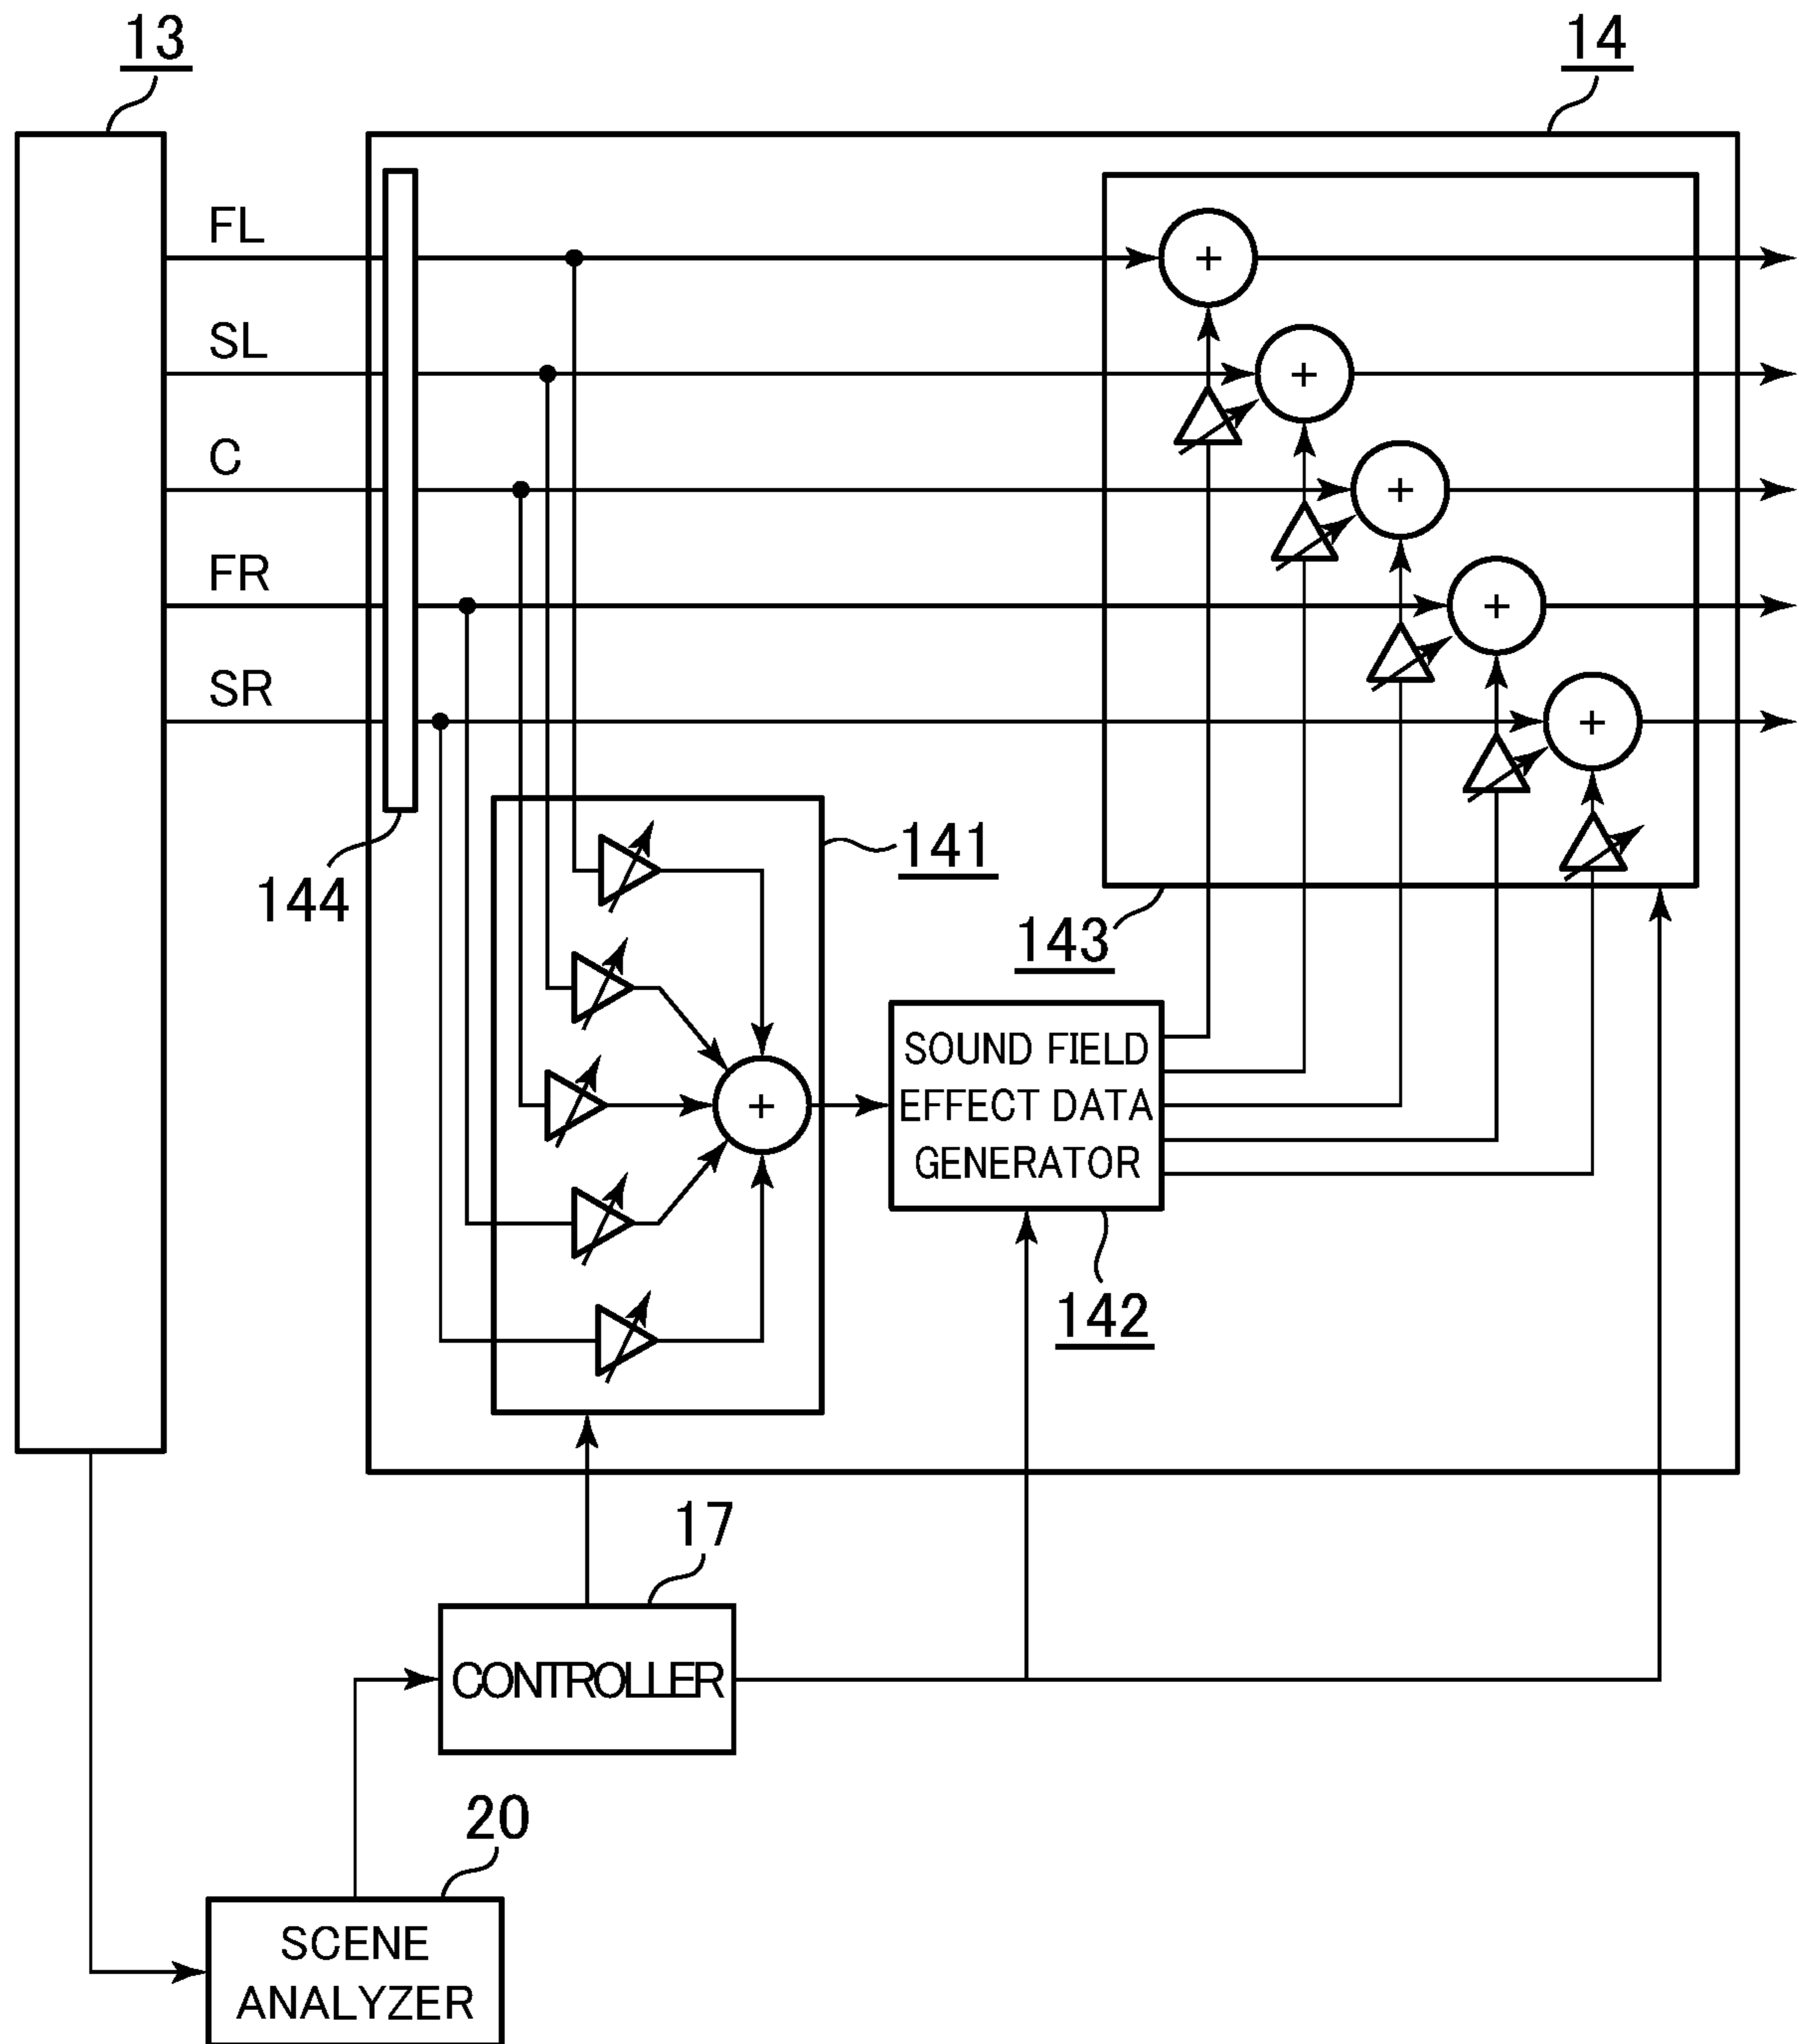 13
14
FL
SL
C
FR
SR
+
+
+
+
+
144
141
143
+
SOUND FIELD
EFFECT DATA
GENERATOR
142
17
CONTROLLER
20
SCENE
ANALYZER